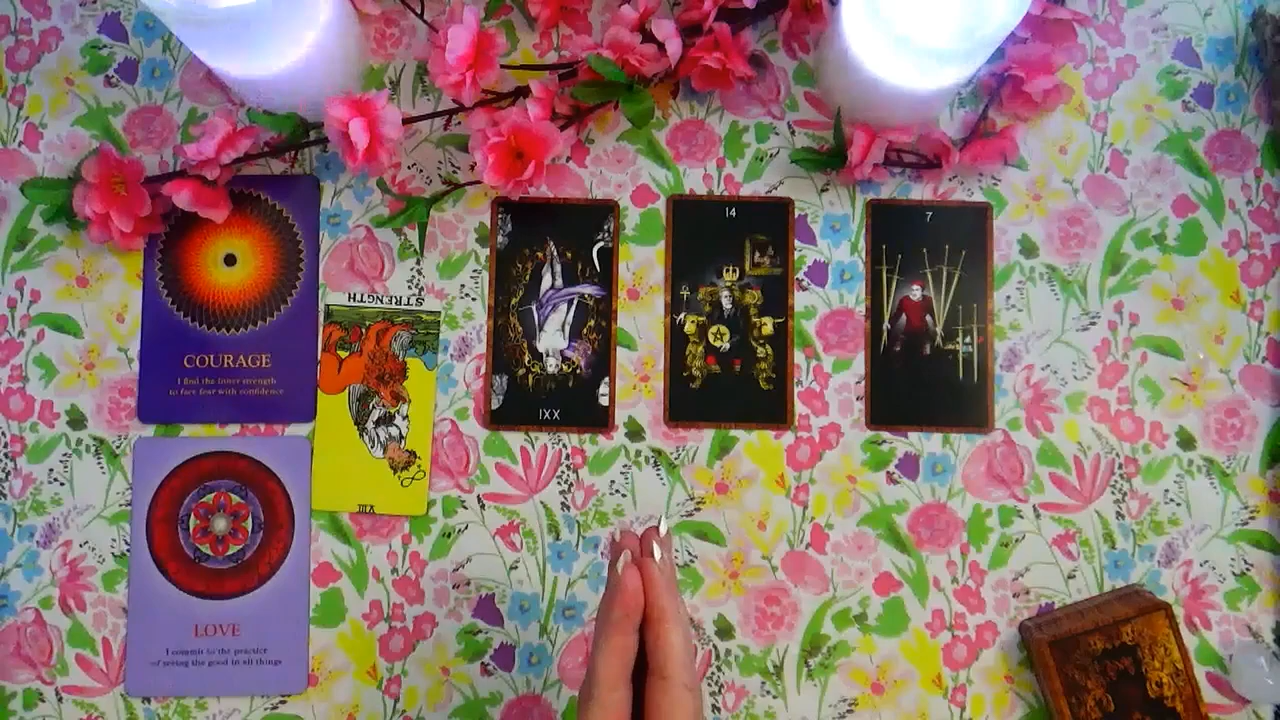 COURAGE
I find the inner strength
to face fear with confidence
STRENGTH
VIII
LOVE
I commit to the practice
of seeing the good in all things
XXI
14
7